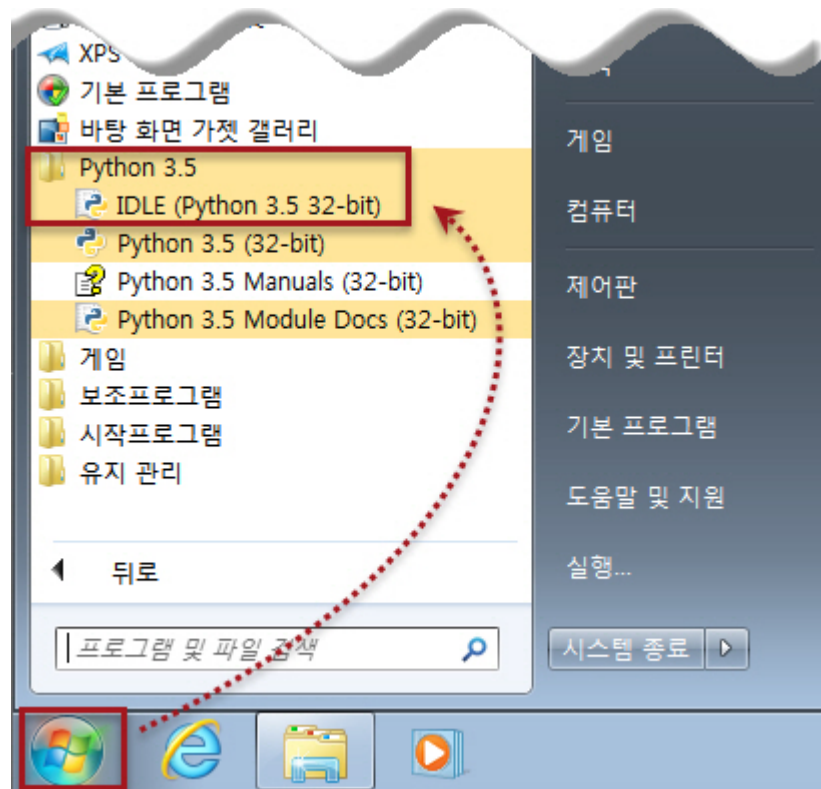 XPS
기본 프로그램
바탕 화면 가젯 갤러리
Python 3.5
IDLE (Python 3.5 32-bit)
Python 3.5 (32-bit)
Python 3.5 Manuals (32-bit)
Python 3.5 Module Docs (32-bit)
게임
보조프로그램
시작프로그램
유지 관리
뒤로
프로그램 및 파일 검색
게임
컴퓨터
제어판
장치 및 프린터
기본 프로그램
도움말 및 지원
실행...
시스템 종료